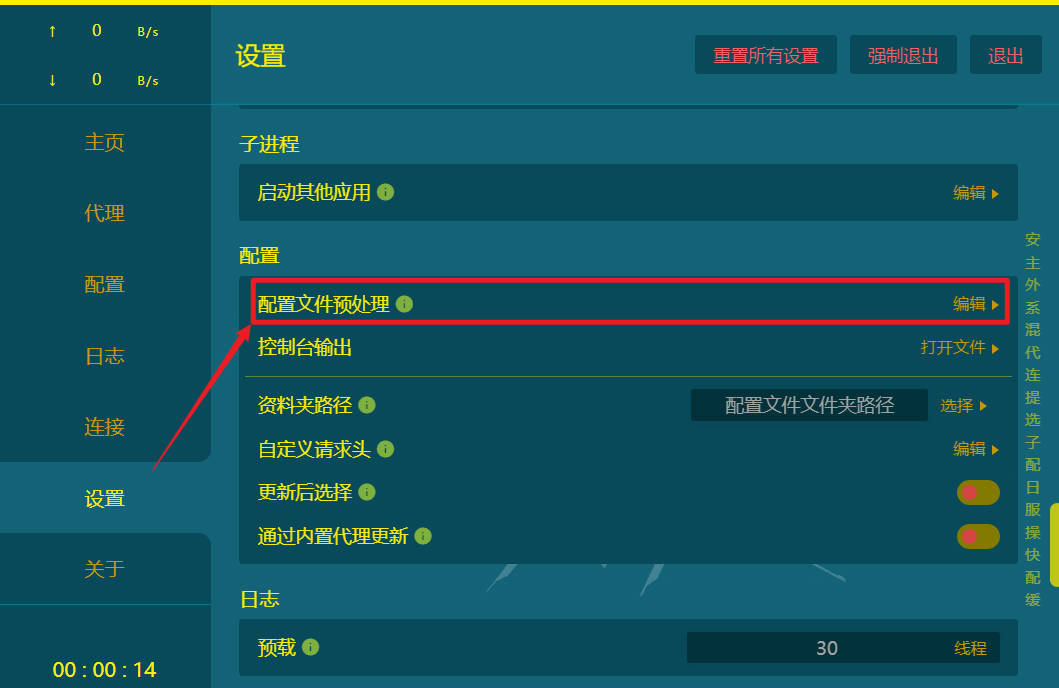 ↑ 0 B/s
↓ 0 B/s
主页
代理
配置
日志
连接
设置
关于
00 : 00 : 14
设置
重置所有设置 强制退出 退出
子进程
启动其他应用 编辑
配置
配置文件预处理 编辑
控制台输出 打开文件
资料夹路径 配置文件文件夹路径 选择
自定义请求头 编辑
更新后选择
通过内置代理更新
日志
预载 30 线程
安
主
外
系
混
代
连
提
选
子
配
日
服
操
快
配
缓